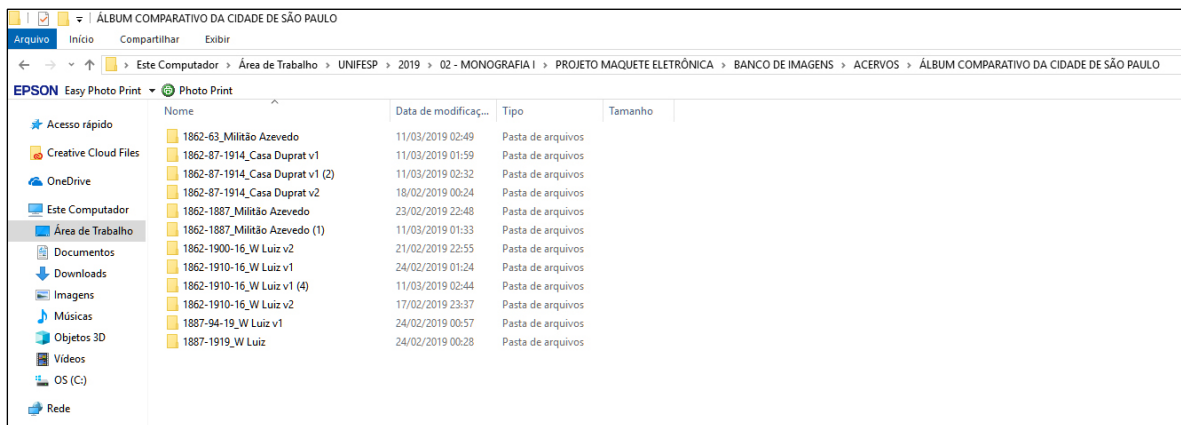 ÁLBUM COMPARATIVO DA CIDADE DE SÃO PAULO
Arquivo Início Compartilhar Exibir
Este Computador > Área de Trabalho > UNIFESP > 2019 > 02 - MONOGRAFIA I > PROJETO MAQUETE ELETRÔNICA > BANCO DE IMAGENS > ACERVOS > ÁLBUM COMPARATIVO DA CIDADE DE SÃO PAULO
EPSON Easy Photo Print Photo Print
Nome Data de modificaç... Tipo Tamanho
Acesso rápido
Creative Cloud Files
OneDrive
Este Computador
Área de Trabalho
Documentos
Downloads
Imagens
Músicas
Objetos 3D
Vídeos
OS (C:)
Rede
1862-63_Militão Azevedo 11/03/2019 02:49 Pasta de arquivos
1862-87-1914_Casa Duprat v1 11/03/2019 01:59 Pasta de arquivos
1862-87-1914_Casa Duprat v1 (2) 11/03/2019 02:32 Pasta de arquivos
1862-87-1914_Casa Duprat v2 18/02/2019 00:24 Pasta de arquivos
1862-1887_Militão Azevedo 23/02/2019 22:48 Pasta de arquivos
1862-1887_Militão Azevedo (1) 11/03/2019 01:33 Pasta de arquivos
1862-1900-16_W Luiz v2 21/02/2019 22:55 Pasta de arquivos
1862-1910-16_W Luiz v1 24/02/2019 01:24 Pasta de arquivos
1862-1910-16_W Luiz v1 (4) 11/03/2019 02:44 Pasta de arquivos
1862-1910-16_W Luiz v2 17/02/2019 23:37 Pasta de arquivos
1887-94-19_W Luiz v1 24/02/2019 00:57 Pasta de arquivos
1887-1919_W Luiz 24/02/2019 00:28 Pasta de arquivos